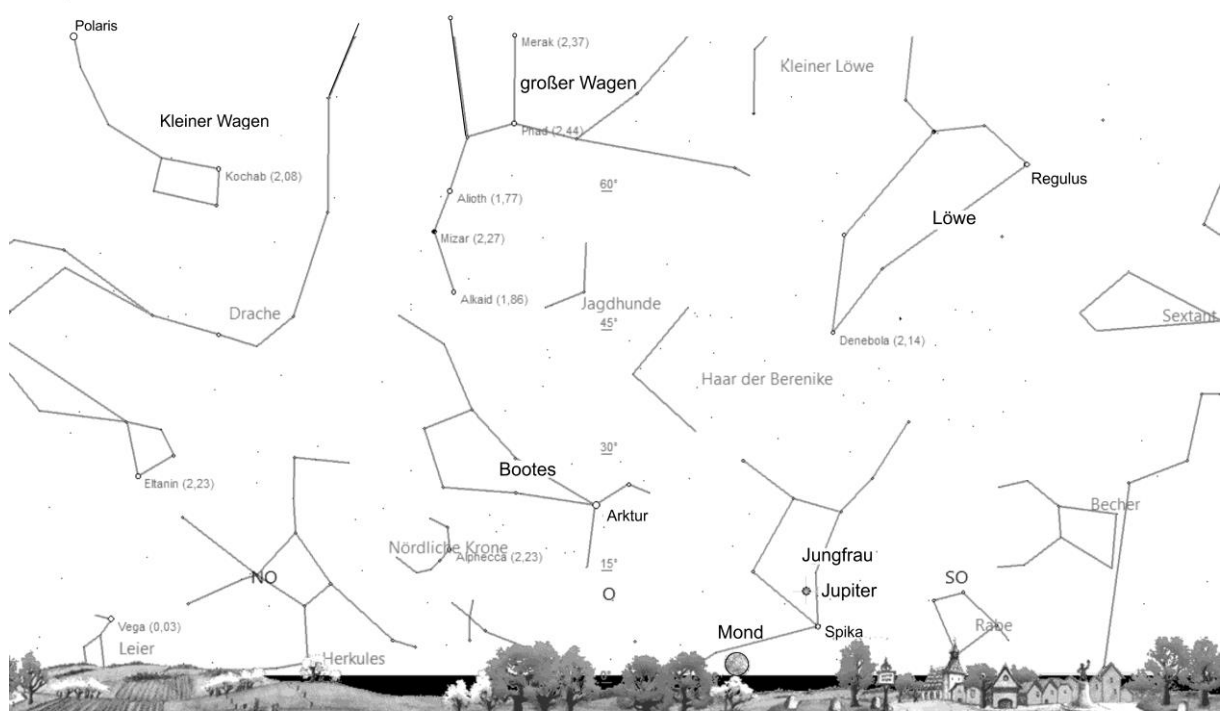 Polaris
Merak (2,37)
großer Wagen
Kleiner Löwe
Kleiner Wagen
Phad (2,44)
Kochab (2,08)
60°
Regulus
Alioth (1,77)
Löwe
Mizar (2,27)
Alkaid (1,86)
Jagdhunde
Drache
45°
Sextant
Denebola (2,14)
Haar der Berenike
30°
Bootes
Eltanin (2,23)
Arktur
Becher
Nördliche Krone
Alphecca (2,23)
Jungfrau
15°
NO
SO
O
Jupiter
Vega (0,03)
Leier
Mond
Spika
Rabe
Herkules
0°